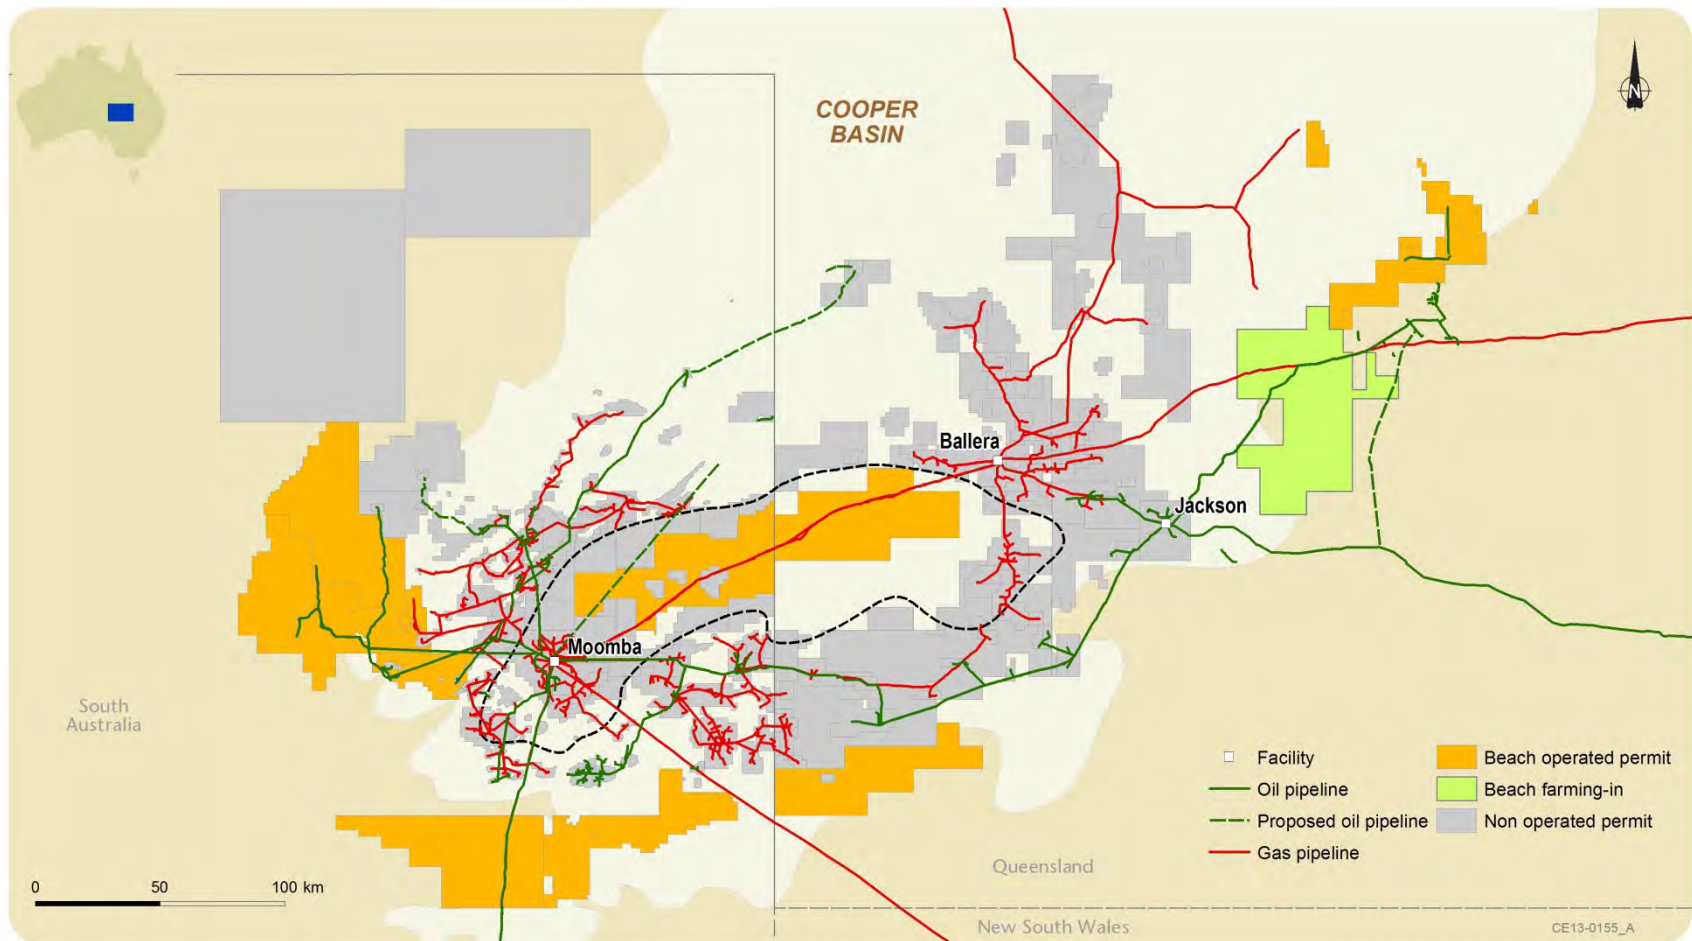 COOPER
BASIN
N
Ballera
Jackson
Moomba
South
Australia
Facility
Oil pipeline
Proposed oil pipeline
Gas pipeline
Beach operated permit
Beach farming-in
Non operated permit
0 50 100 km
Queensland
New South Wales
CE13-0155_A